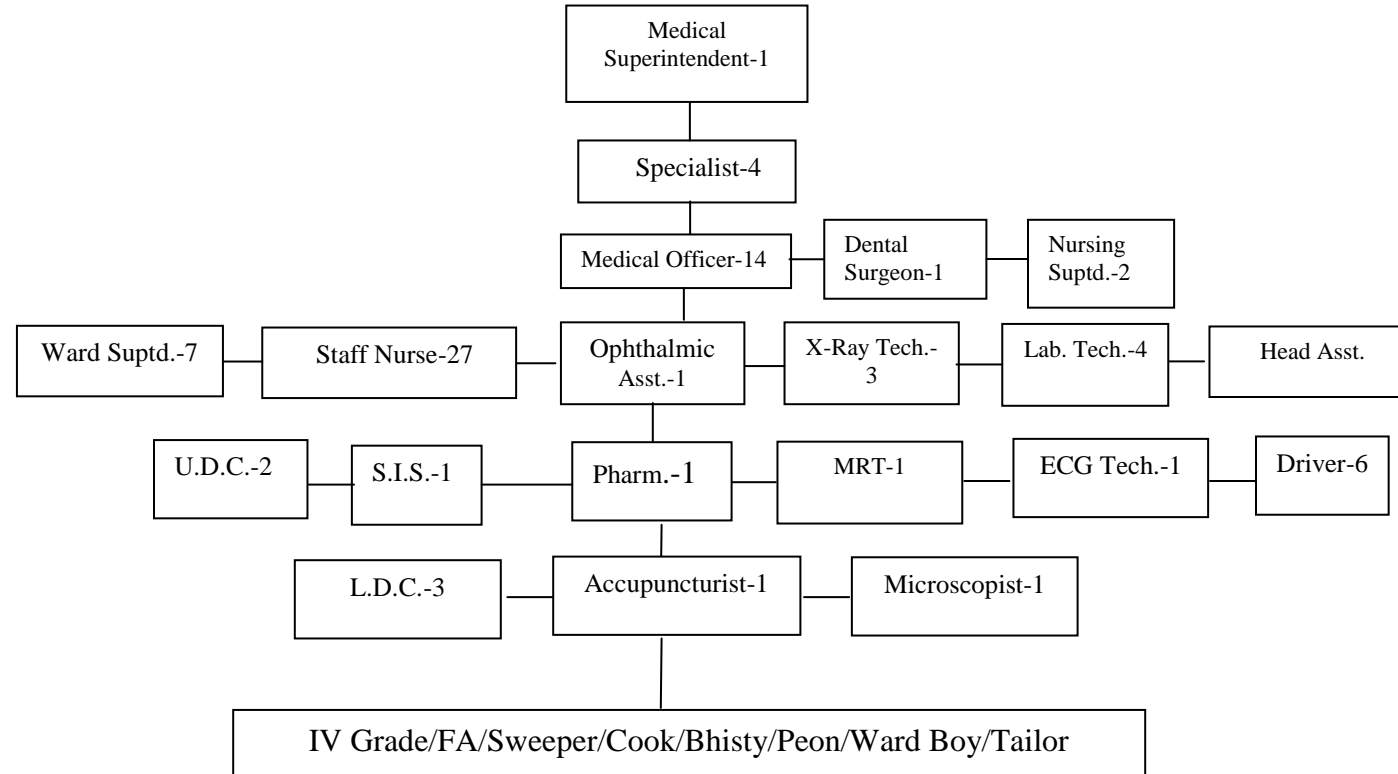 Medical
Superintendent-1
Specialist-4
Medical Officer-14
Dental
Surgeon-1
Nursing
Suptd.-2
Ward Suptd.-7
Staff Nurse-27
Ophthalmic
Asst.-1
X-Ray Tech.-
3
Lab. Tech.-4
Head Asst.
U.D.C.-2
S.I.S.-1
Pharm.-1
MRT-1
ECG Tech.-1
Driver-6
L.D.C.-3
Accupuncturist-1
Microscopist-1
IV Grade/FA/Sweeper/Cook/Bhisty/Peon/Ward Boy/Tailor